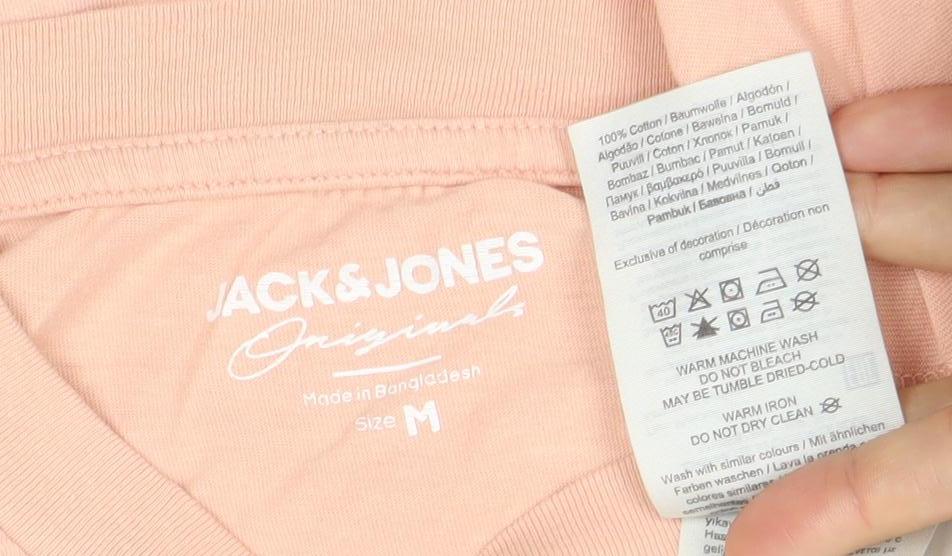 JACK&JONES
Originals
Made in Bangladesh
Size M
100% Cotton / Baumwolle / Algodón /
Algodão / Cotone / Bawełna / Bomuld /
Puuvill / Coton / Хлопок / Pamuk /
Bombaz / Bumbac / Pamut / Katoen /
Памук / βαμβακερό / Puuvilla / Bomull /
Bavlna / Kokvilna / Medvilnės / Qoton /
Pambuk / Бавовна / قطن
Exclusive of decoration / Décoration non
comprise
40
WARM MACHINE WASH
DO NOT BLEACH
MAY BE TUMBLE DRIED-COLD
WARM IRON
DO NOT DRY CLEAN
Wash with similar colours / Mit ähnlichen
Farben waschen / Lava la prenda
colores similares